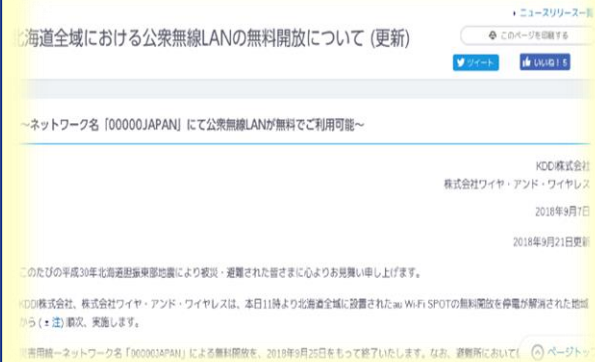 ニュースリリース一覧
北海道全域における公衆無線LANの無料開放について (更新)
このページを印刷する
ツイート
いいね! 5
～ネットワーク名「00000JAPAN」にて公衆無線LANが無料でご利用可能～
KDDI株式会社
株式会社ワイヤ・アンド・ワイヤレス
2018年9月7日
2018年9月21日更新
このたびの平成30年北海道胆振東部地震により被災・避難された皆さまに心よりお見舞い申し上げます。
KDDI株式会社、株式会社ワイヤ・アンド・ワイヤレスは、本日11時より北海道全域に設置されたau Wi-Fi SPOTの無料開放を停電が解消された地域
から (注) 順次、実施します。
災害用統一ネットワーク名「00000JAPAN」による無料開放を、2018年9月25日をもって終了いたします。なお、避難所において
ページトップ